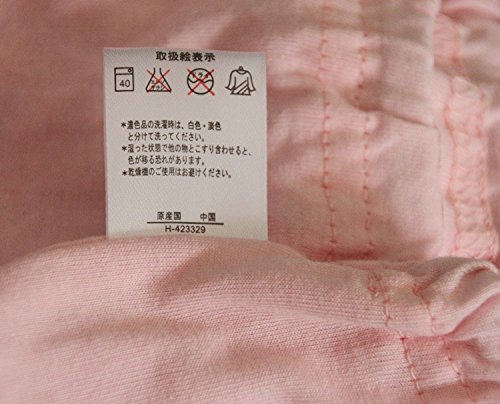 取扱絵表示
40
＊濃色品の洗濯時は、白色・淡色
と分けて洗ってください。
＊湿った状態で他の物とこすり合わせると、
色が移る恐れがあります。
＊乾燥機のご使用はお避けください。
原産国 中国
H-423329